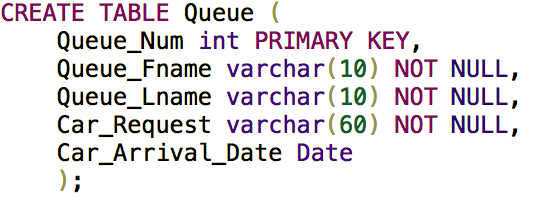 CREATE TABLE Queue (
Queue_Num int PRIMARY KEY,
Queue_Fname varchar(10) NOT NULL,
Queue_Lname varchar(10) NOT NULL,
Car_Request varchar(60) NOT NULL,
Car_Arrival_Date Date
);